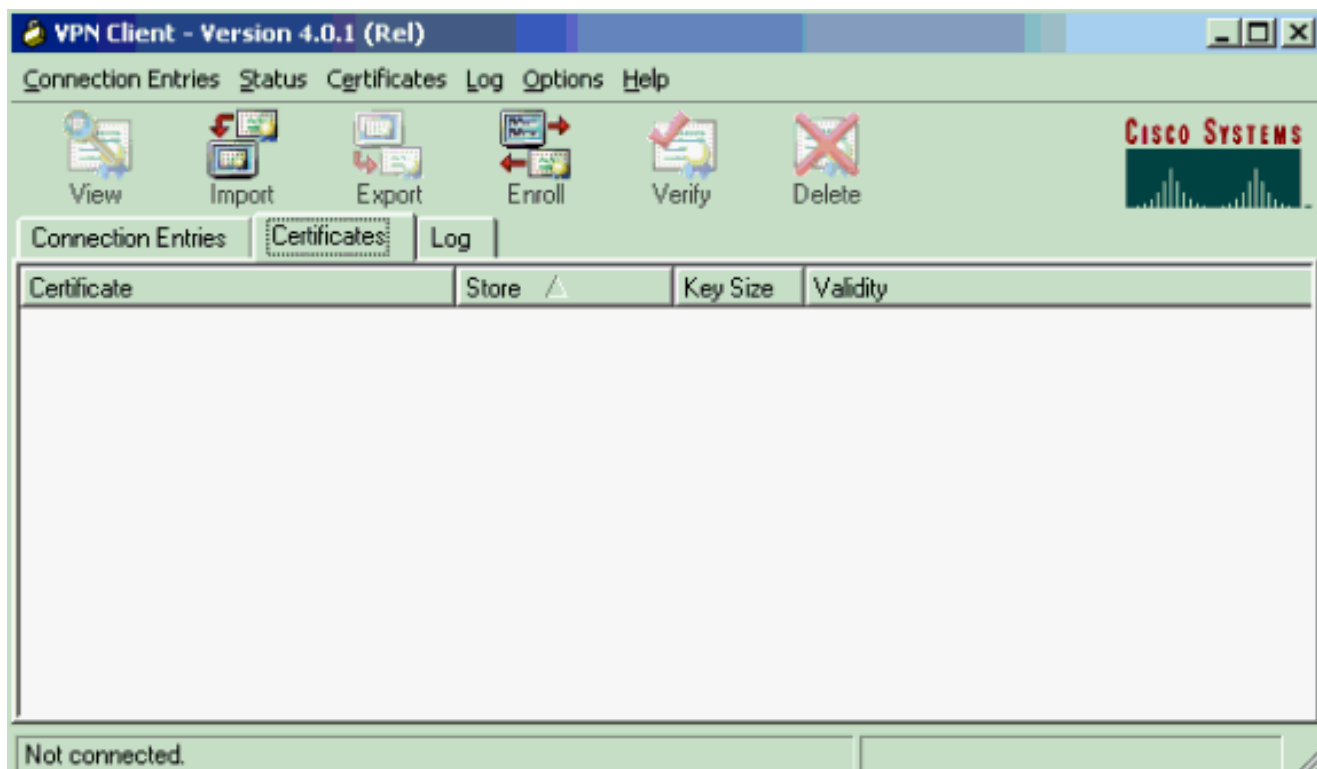 VPN Client - Version 4.0.1 (Rel)
Connection Entries Status Certificates Log Options Help
View Import Export Enroll Verify Delete
CISCO SYSTEMS
Connection Entries Certificates Log
Certificate Store Key Size Validity
Not connected.